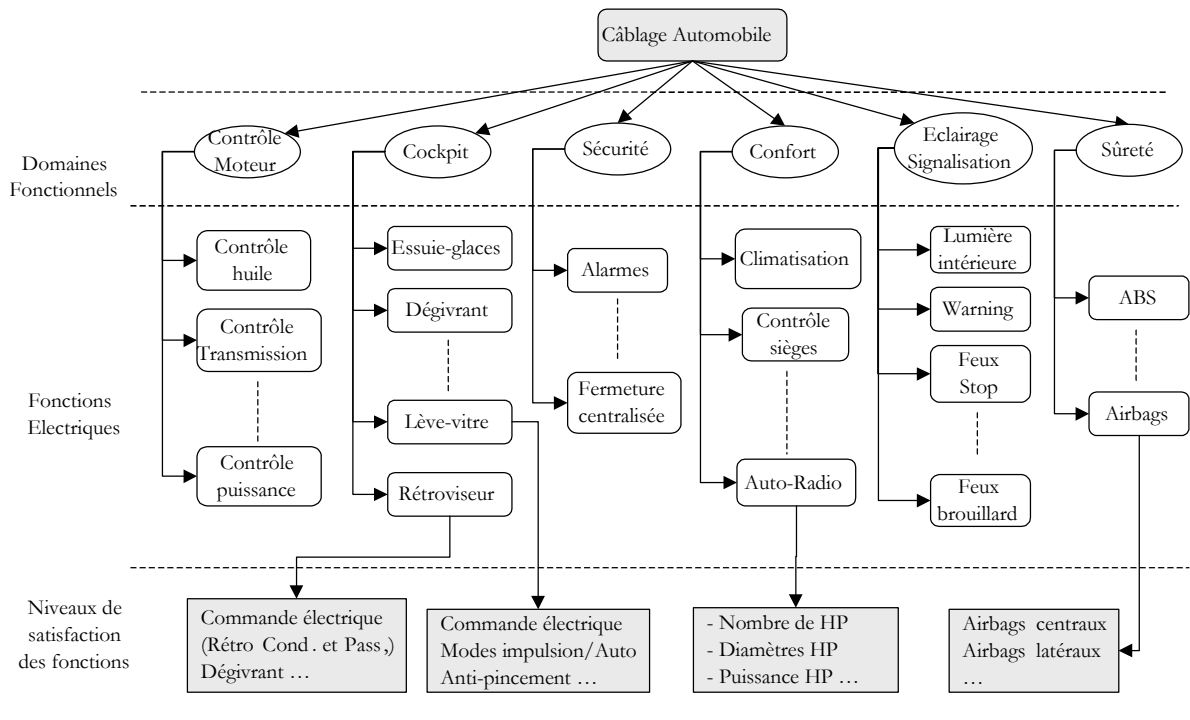 Câblage Automobile
Domaines
Fonctionnels
Contrôle
Moteur
Cockpit
Sécurité
Confort
Eclairage
Signalisation
Sûreté
Fonctions
Electriques
Contrôle
huile
Contrôle
Transmission
Contrôle
puissance
Essuie-glaces
Dégivrant
Lève-vitre
Rétroviseur
Alarmes
Fermeture
centralisée
Climatisation
Contrôle
sièges
Auto-Radio
Lumière
intérieure
Warning
Feux
Stop
Feux
brouillard
ABS
Airbags
Niveaux de
satisfaction
des fonctions
Commande électrique
(Rétro Cond. et Pass,)
Dégivrant …
Commande électrique
Modes impulsion/Auto
Anti-pincement …
- Nombre de HP
- Diamètres HP
- Puissance HP …
Airbags centraux
Airbags latéraux
…